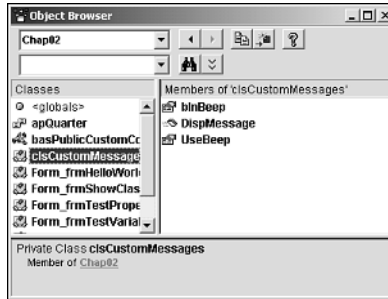 Object Browser
Chap02
Classes
Members of 'clsCustomMessages'
<globals>
apQuarter
basPublicCustomCo
clsCustomMessage
Form_frmHelloWorl
Form_frmShowClas
Form_frmTestPrope
Form_frmTestVarial
blnBeep
DispMessage
UseBeep
Private Class clsCustomMessages
Member of Chap02